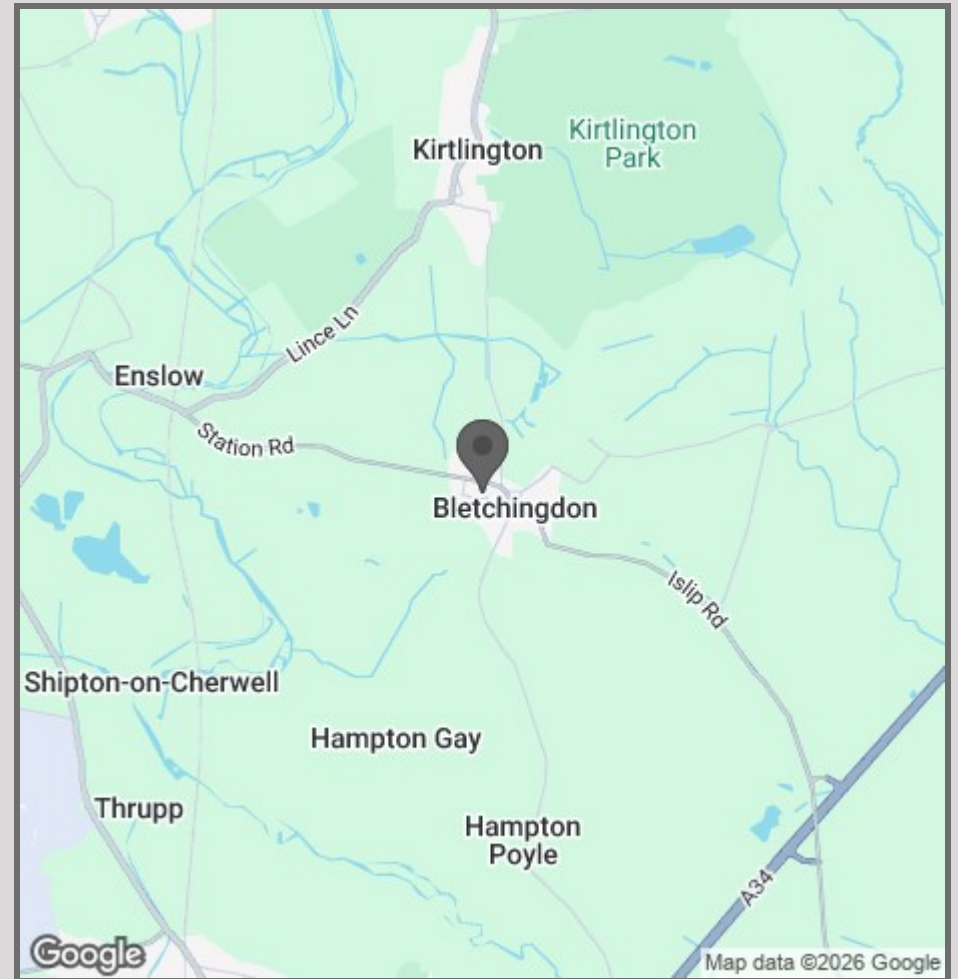 Kirtlington
Kirtlington
Park
Lince Ln
Enslow
Station Rd
Bletchingdon
Islip Rd
Shipton-on-Cherwell
Hampton Gay
Thrupp
Hampton
Poyle
A34
Google
Map data ©2026 Google